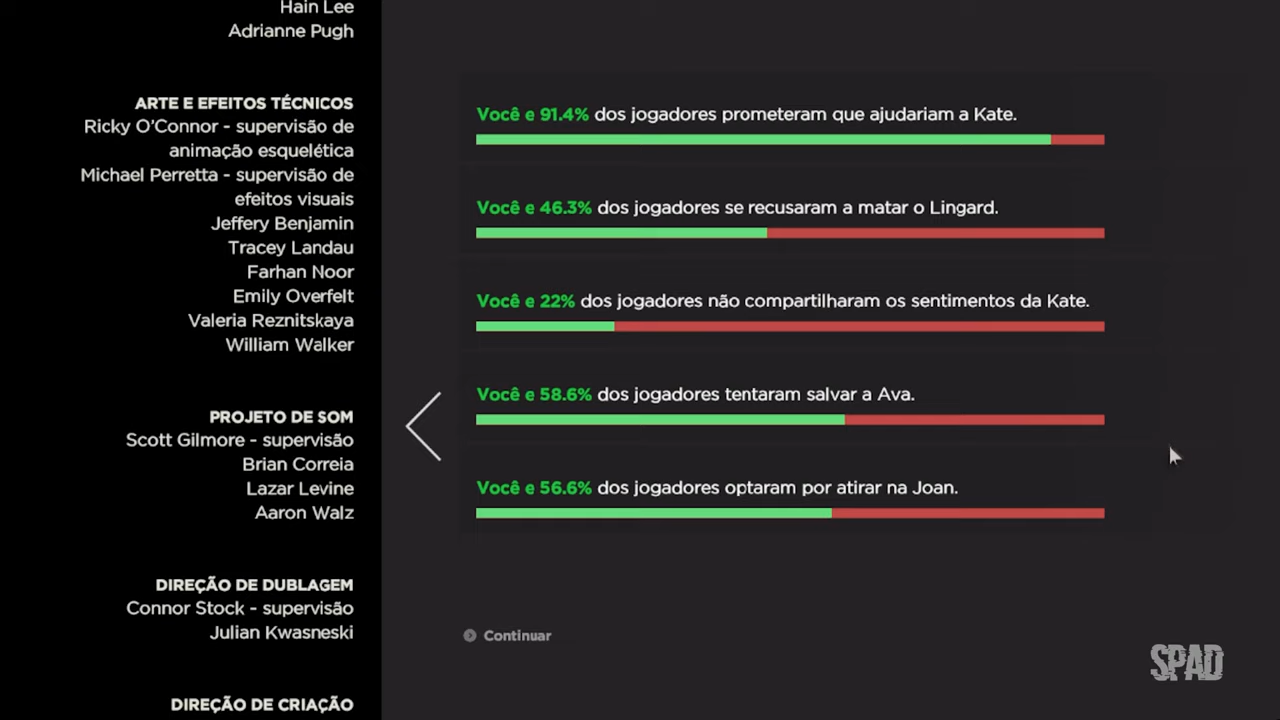 Hain Lee
Adrianne Pugh
ARTE E EFEITOS TÉCNICOS
Ricky O'Connor - supervisão de
animação esquelética
Michael Perretta - supervisão de
efeitos visuais
Jeffery Benjamin
Tracey Landau
Farhan Noor
Emily Overfelt
Valeria Reznitskaya
William Walker
PROJETO DE SOM
Scott Gilmore - supervisão
Brian Correia
Lazar Levine
Aaron Walz
DIREÇÃO DE DUBLAGEM
Connor Stock - supervisão
Julian Kwasneski
DIREÇÃO DE CRIAÇÃO
Você e 91.4% dos jogadores prometeram que ajudariam a Kate.
Você e 46.3% dos jogadores se recusaram a matar o Lingard.
Você e 22% dos jogadores não compartilharam os sentimentos da Kate.
Você e 58.6% dos jogadores tentaram salvar a Ava.
Você e 56.6% dos jogadores optaram por atirar na Joan.
Continuar
SPAD